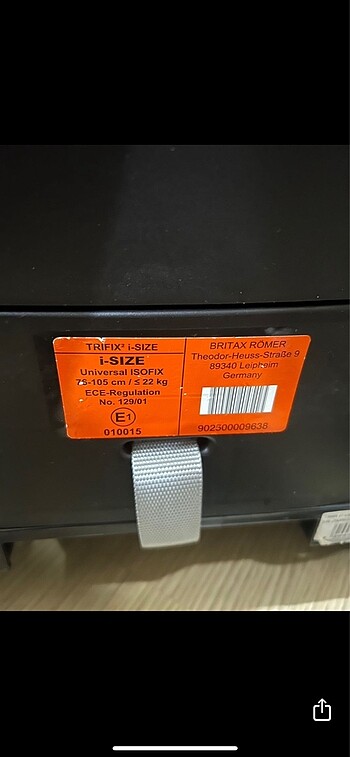 TRIFIX² i-SIZE
i-SIZE
Universal ISOFIX
76-105 cm / ≤ 22 kg
ECE-Regulation
No. 129/01
E1
010015
BRITAX RÖMER
Theodor-Heuss-Straße 9
89340 Leipheim
Germany
902300009638